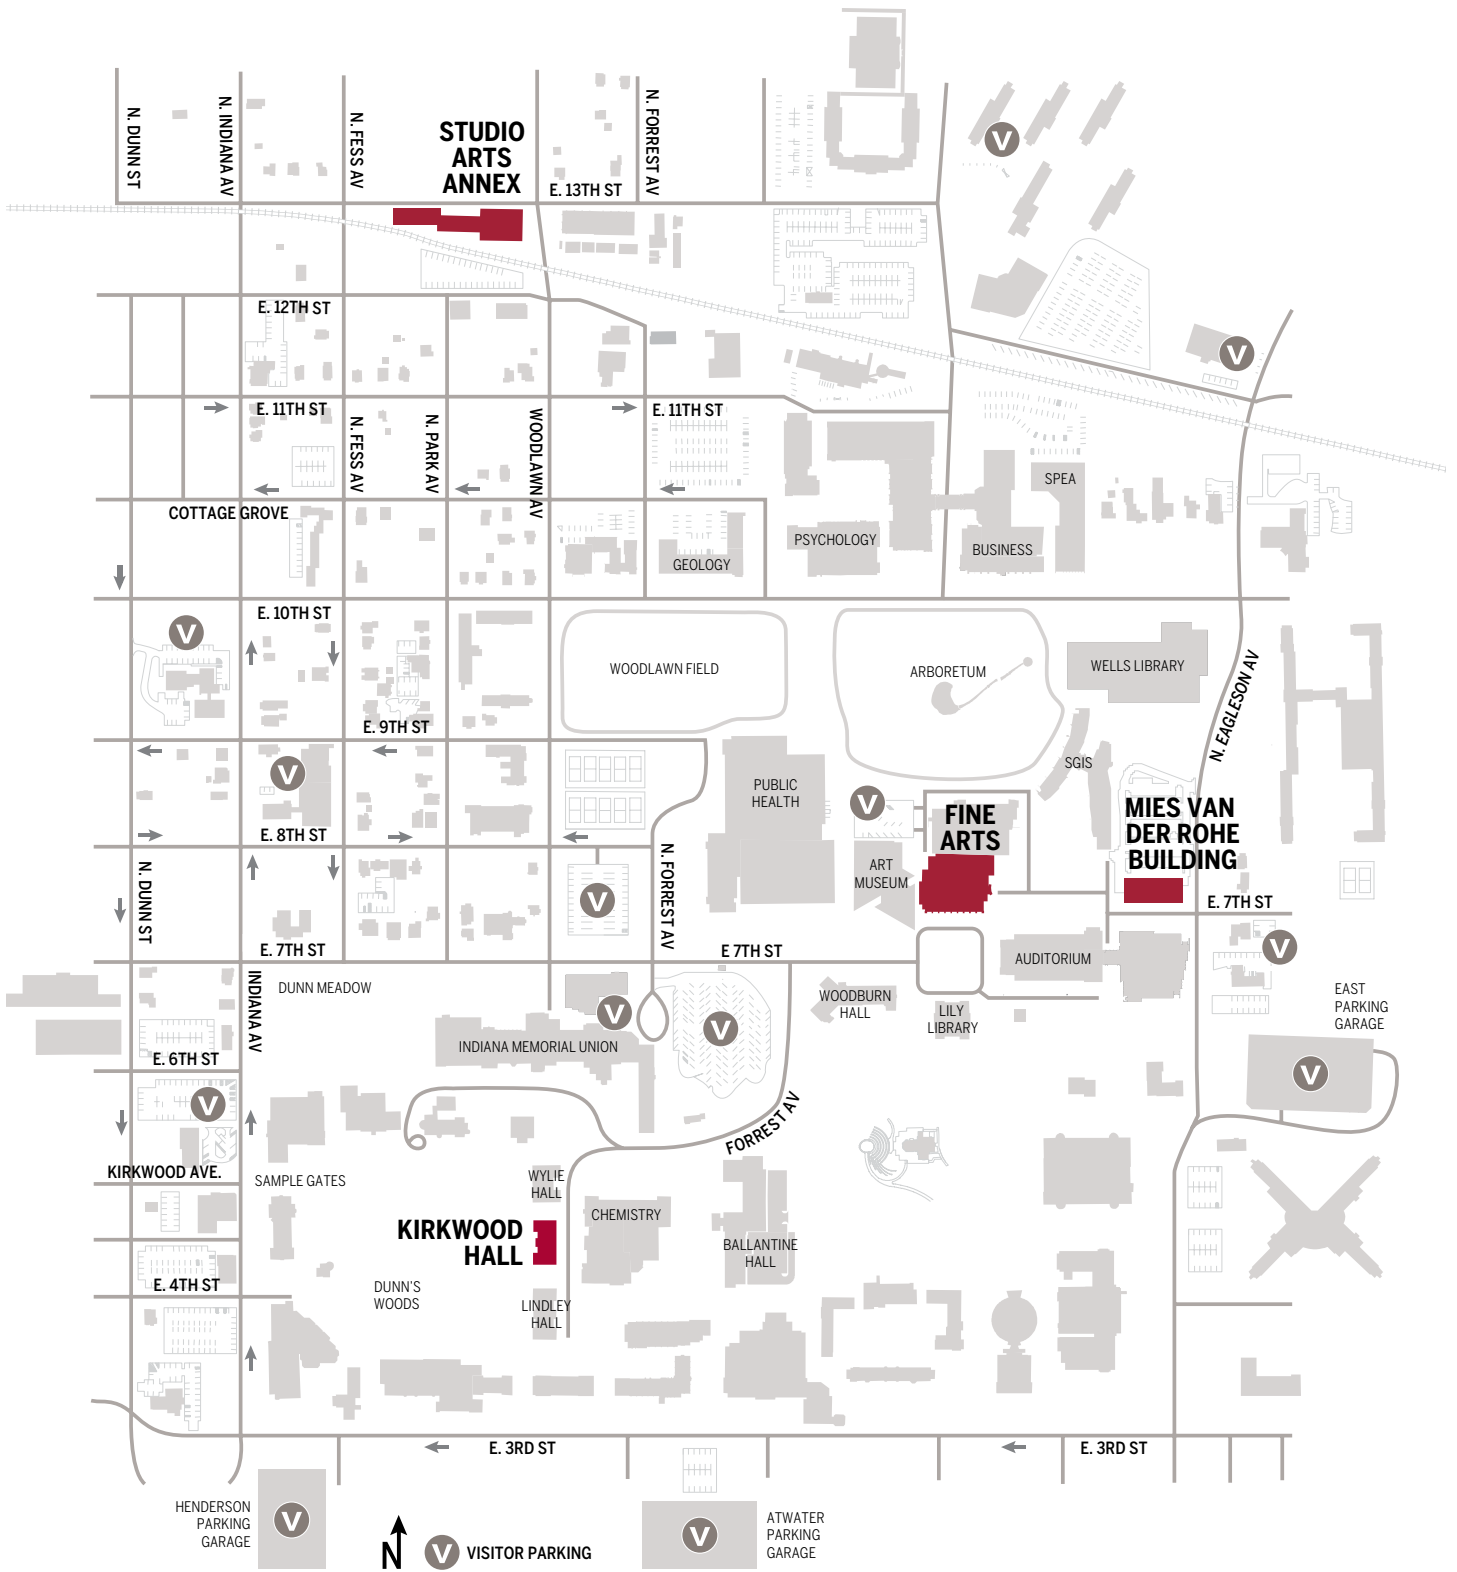 N. DUNN ST
N. INDIANA AV
N. FESS AV
STUDIO
ARTS
ANNEX
N. FORREST AV
V
E. 13TH ST
E. 12TH ST
V
E. 11TH ST
E. 11TH ST
N. FESS AV
N. PARK AV
WOODLAWN AV
SPEA
COTTAGE GROVE
PSYCHOLOGY
BUSINESS
GEOLOGY
E. 10TH ST
V
WOODLAWN FIELD
ARBORETUM
WELLS LIBRARY
N. EAGLESON AV
E. 9TH ST
V
PUBLIC
HEALTH
SGIS
V
FINE
ARTS
MIES VAN
DER ROHE
BUILDING
E. 8TH ST
N. DUNN ST
V
N. FORREST AV
ART
MUSEUM
E. 7TH ST
E. 7TH ST
E 7TH ST
V
AUDITORIUM
INDIANA AV
DUNN MEADOW
WOODBURN
HALL
LILY
LIBRARY
EAST
PARKING
GARAGE
V
V
INDIANA MEMORIAL UNION
E. 6TH ST
V
V
FORREST AV
KIRKWOOD AVE.
SAMPLE GATES
WYLIE
HALL
CHEMISTRY
KIRKWOOD
HALL
BALLANTINE
HALL
E. 4TH ST
DUNN'S
WOODS
LINDLEY
HALL
E. 3RD ST
E. 3RD ST
HENDERSON
PARKING
GARAGE
V
N
V VISITOR PARKING
V
ATWATER
PARKING
GARAGE